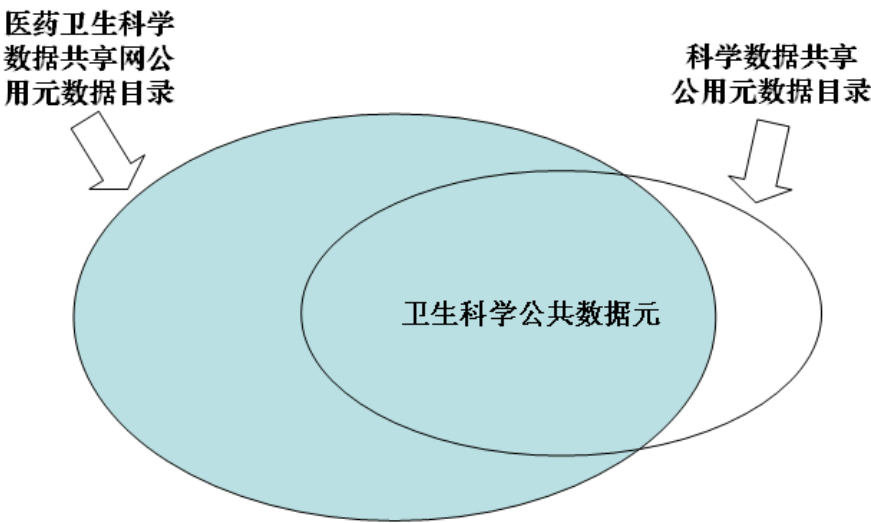 医药卫生科学
数据共享网公
用元数据目录
科学数据共享
公用元数据目录
卫生科学公共数据元